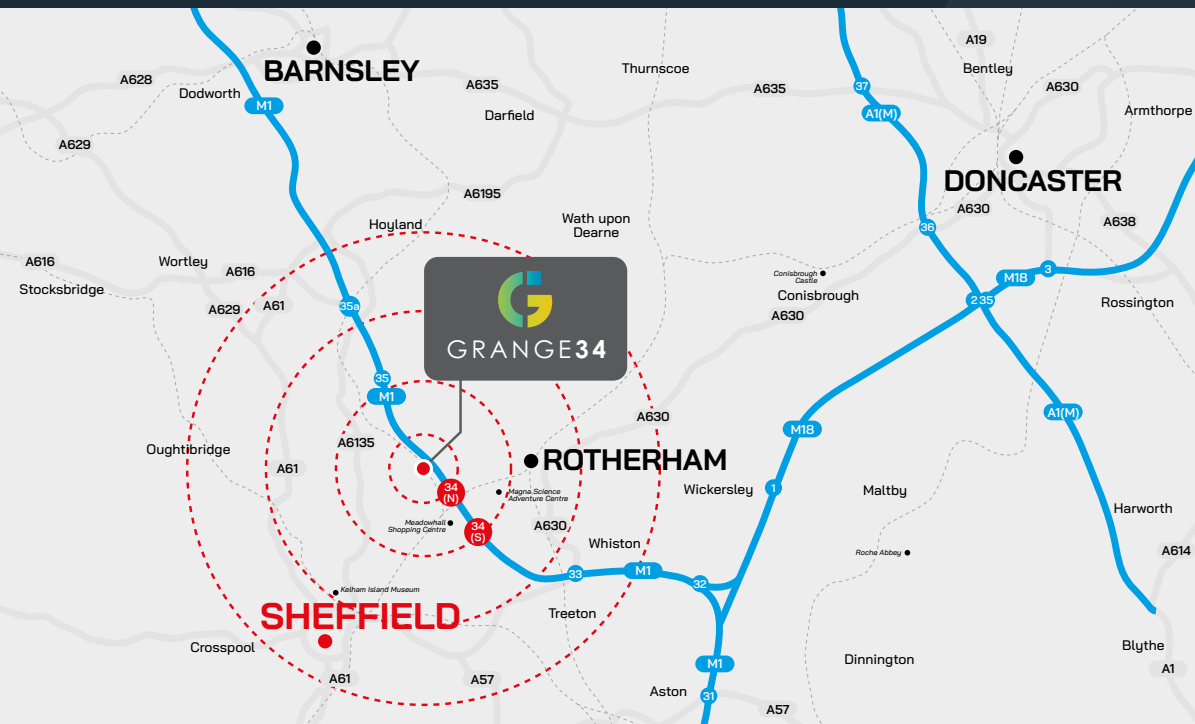 A19
BARNSLEY
Thurnscoe
Bentley
A628
A635
A635
37
A630
Dodworth
M1
Darfield
A1(M)
Armthorpe
A629
DONCASTER
A6195
A630
Hoyland
Wath upon
Dearne
36
A638
A616
Wortley
A616
Conisbrough
Castle
M18
3
Stocksbridge
Conisbrough
2
35
Rossington
A629
A61
35a
A630
GRANGE34
35
M1
A1(M)
A630
M18
Oughtibridge
A6135
ROTHERHAM
A61
Wickersley
1
Maltby
34
(N)
Magna Science
Adventure Centre
Harworth
Meadowhall
Shopping Centre
34
(S)
A630
Whiston
Roche Abbey
A614
33
M1
32
Kelham Island Museum
SHEFFIELD
Treeton
Crosspool
Blythe
Dinnington
M1
A1
A61
A57
Aston
31
A57